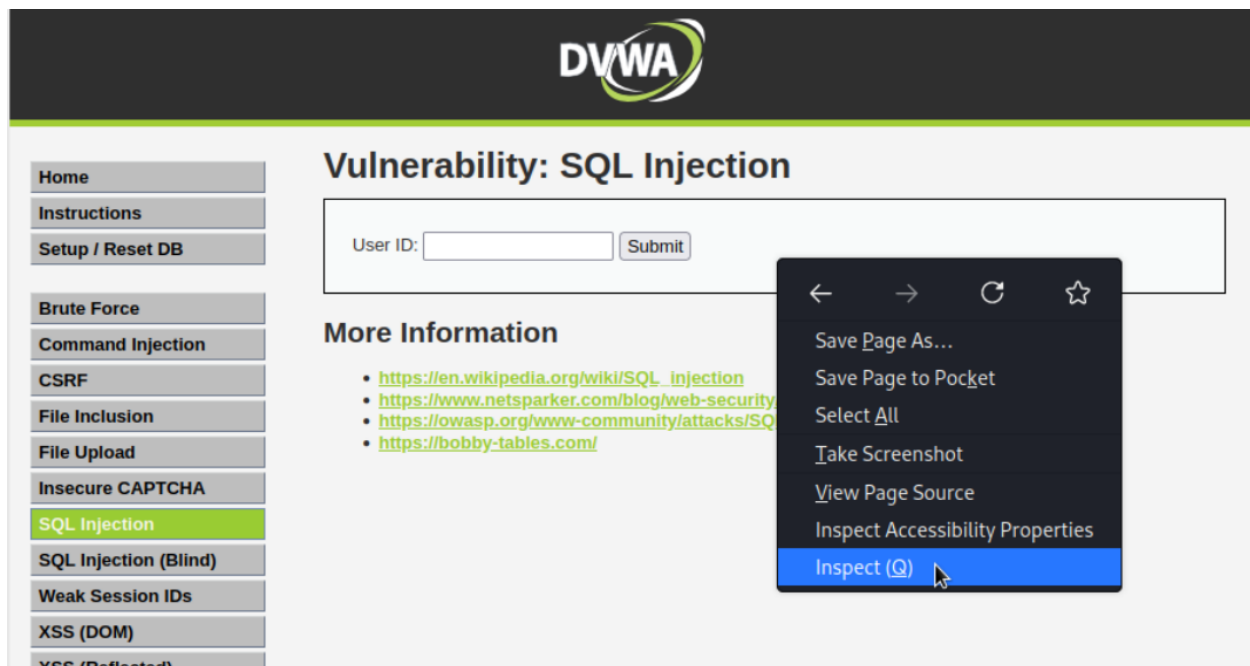 DVWA
Home
Instructions
Setup / Reset DB
Brute Force
Command Injection
CSRF
File Inclusion
File Upload
Insecure CAPTCHA
SQL Injection
SQL Injection (Blind)
Weak Session IDs
XSS (DOM)
XSS (Reflected)
Vulnerability: SQL Injection
User ID: Submit
More Information
https://en.wikipedia.org/wiki/SQL_injection
https://www.netsparker.com/blog/web-security
https://owasp.org/www-community/attacks/SQ
https://bobby-tables.com/
Save Page As...
Save Page to Pocket
Select All
Take Screenshot
View Page Source
Inspect Accessibility Properties
Inspect (Q)